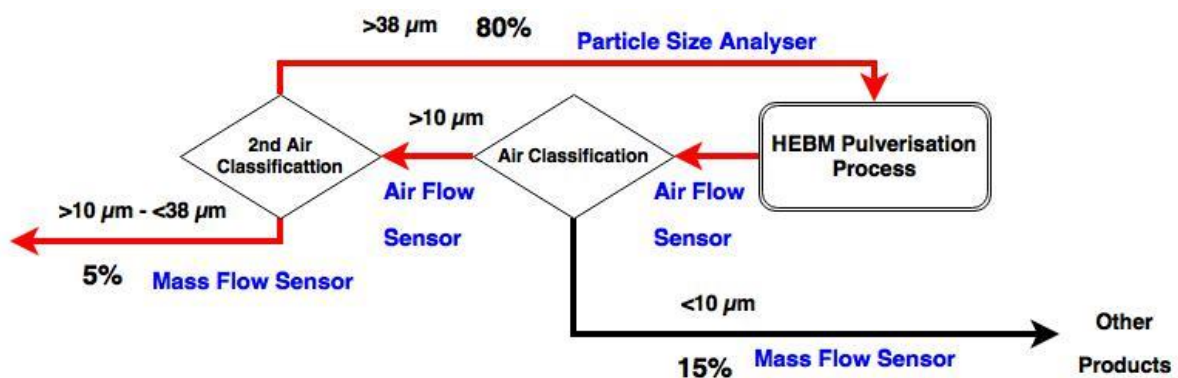 >38 µm 80%
Particle Size Analyser
2nd Air
Classificattion
>10 µm
Air Classification
HEBM Pulverisation
Process
Air Flow
Sensor
Air Flow
Sensor
>10 µm - <38 µm
5% Mass Flow Sensor
<10 µm
15% Mass Flow Sensor
Other
Products